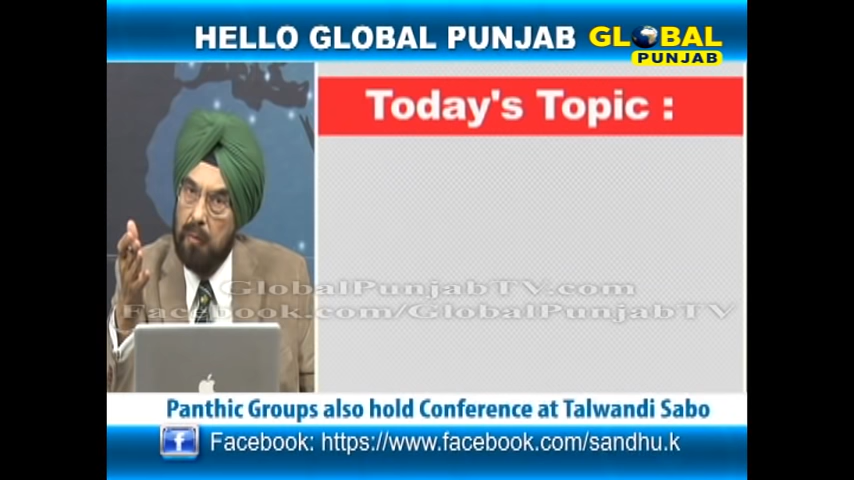 HELLO GLOBAL PUNJAB
GLOBAL
PUNJAB
Today's Topic :
GlobalPunjabTV.com
Facebook.com/GlobalPunjabTV
Panthic Groups also hold Conference at Talwandi Sabo
Facebook: https://www.facebook.com/sandhu.k